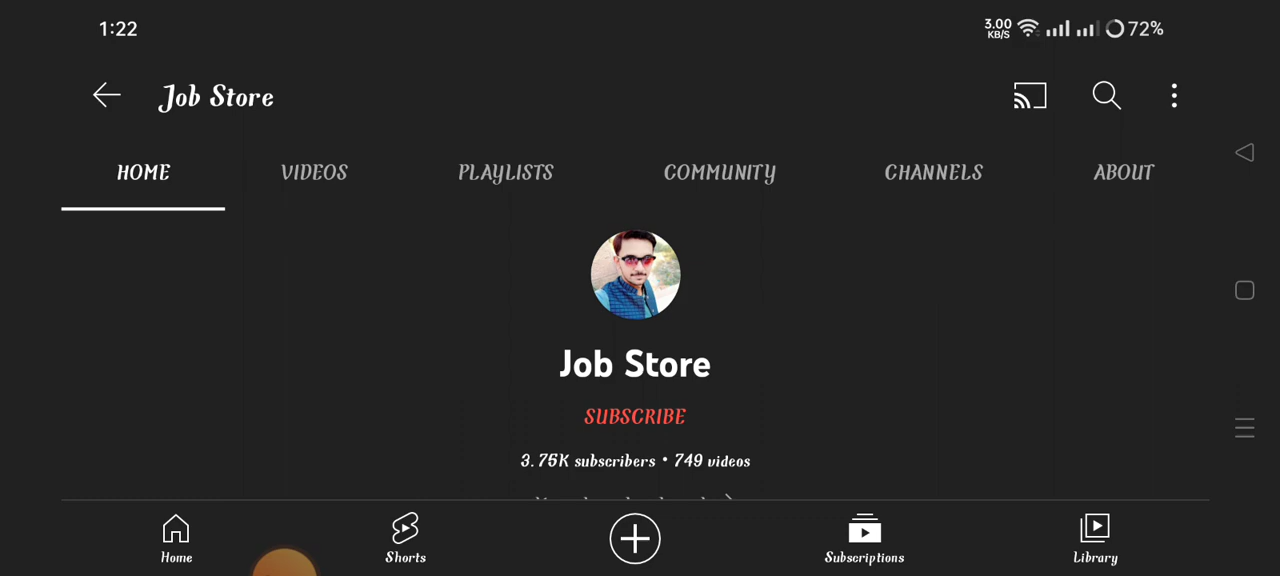 1:22
3.00 KB/S 72%
Job Store
HOME VIDEOS PLAYLISTS COMMUNITY CHANNELS ABOUT
Job Store
SUBSCRIBE
3.75K subscribers • 749 videos
Home Shorts Subscriptions Library